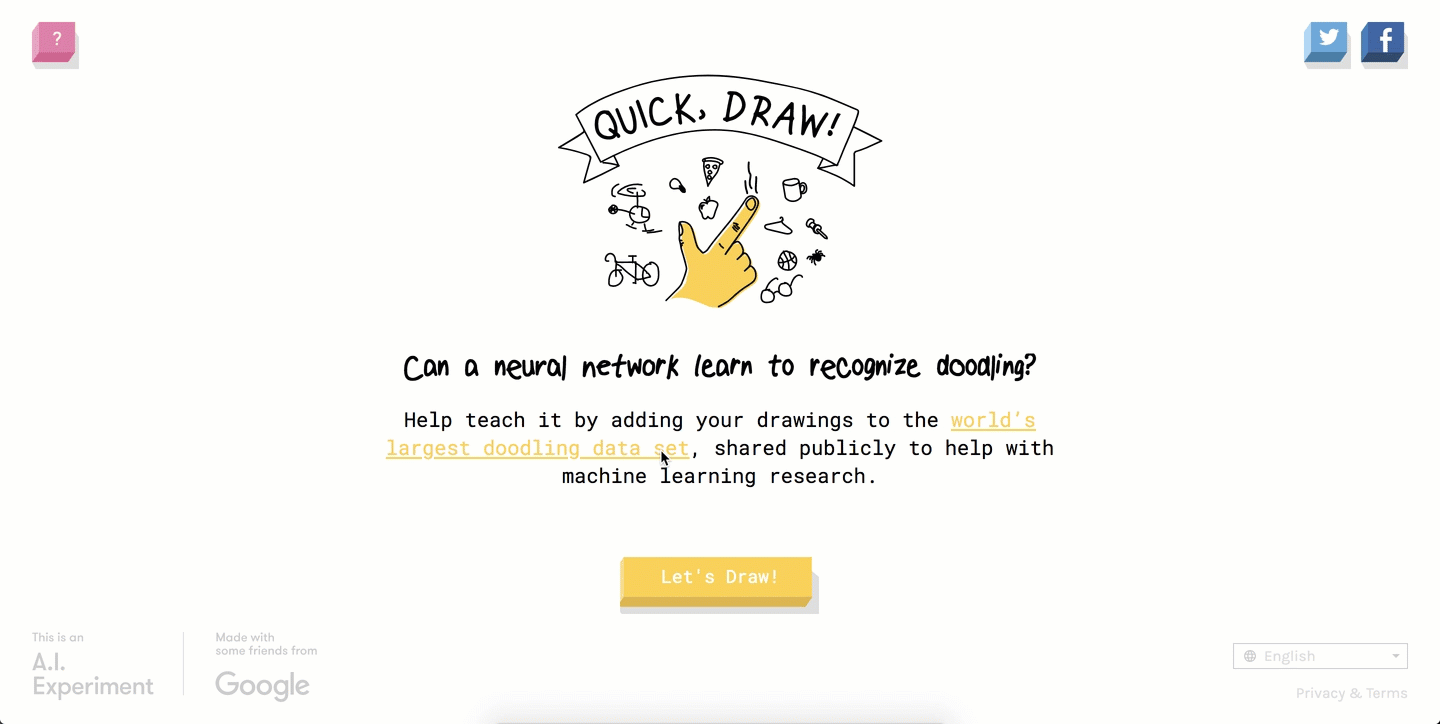 ?
QUICK, DRAW!
Can a neural network learn to recognize doodling?
Help teach it by adding your drawings to the world’s
largest doodling data set, shared publicly to help with
machine learning research.
Let's Draw!
This is an
A.I.
Experiment
Made with
some friends from
Google
English
Privacy & Terms